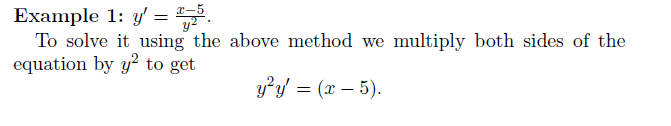 Example 1: y′ = x−5/y².
To solve it using the above method we multiply both sides of the
equation by y² to get
y²y′ = (x − 5).